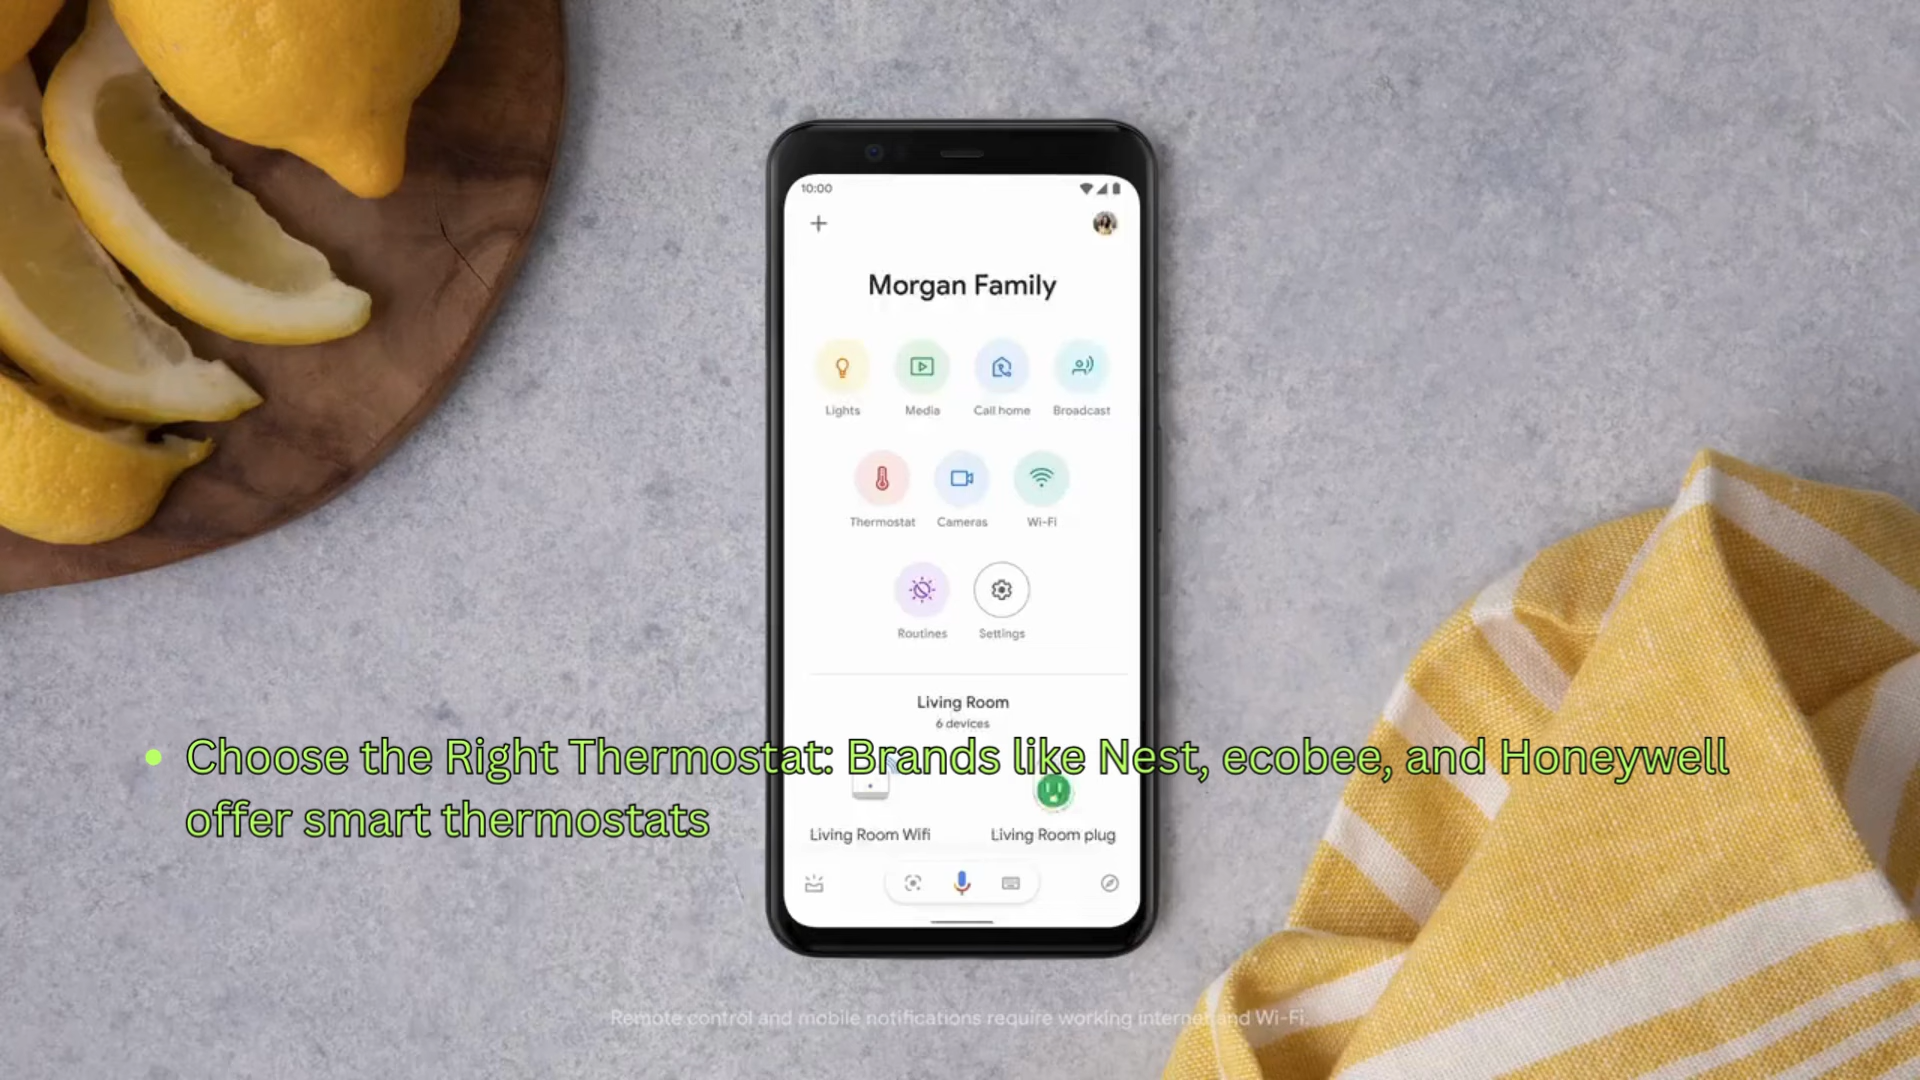 10:00
Morgan Family
Lights Media Call home Broadcast
Thermostat Cameras Wi-Fi
Routines Settings
Living Room
6 devices
• Choose the Right Thermostat: Brands like Nest, ecobee, and Honeywell
offer smart thermostats
Living Room Wifi Living Room plug
Remote control and mobile notifications require working internet and Wi-Fi.